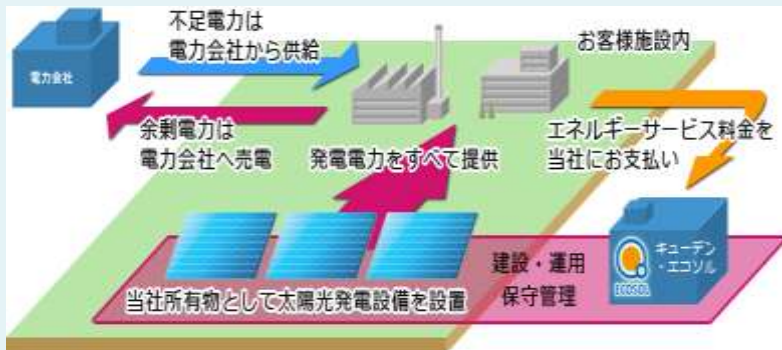 不足電力は
電力会社から供給
お客様施設内
電力会社
余剰電力は
電力会社へ売電
発電電力をすべて提供
エネルギーサービス料金を
当社にお支払い
建設・運用
保守管理
キューデン
・エコソル
ECOSOL
当社所有物として太陽光発電設備を設置